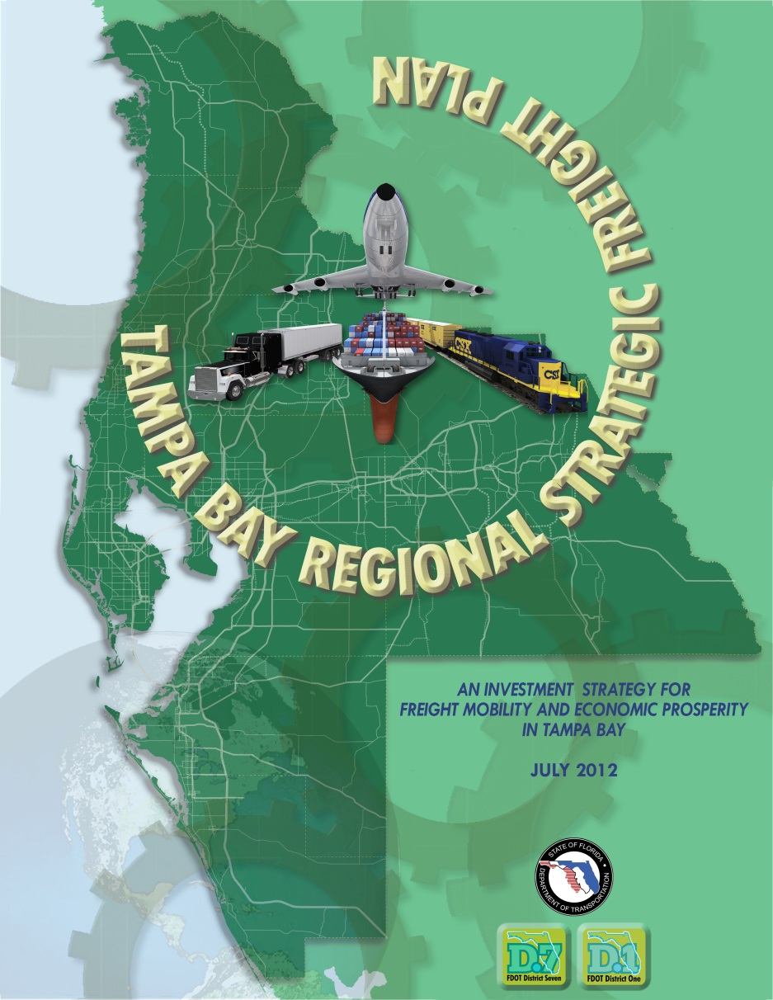 TAMPA BAY REGIONAL STRATEGIC FREIGHT PLAN
CSX
CSX
AN INVESTMENT STRATEGY FOR
FREIGHT MOBILITY AND ECONOMIC PROSPERITY
IN TAMPA BAY
JULY 2012
STATE OF FLORIDA
DEPARTMENT OF TRANSPORTATION
D.7
FDOT District Seven
D.1
FDOT District One